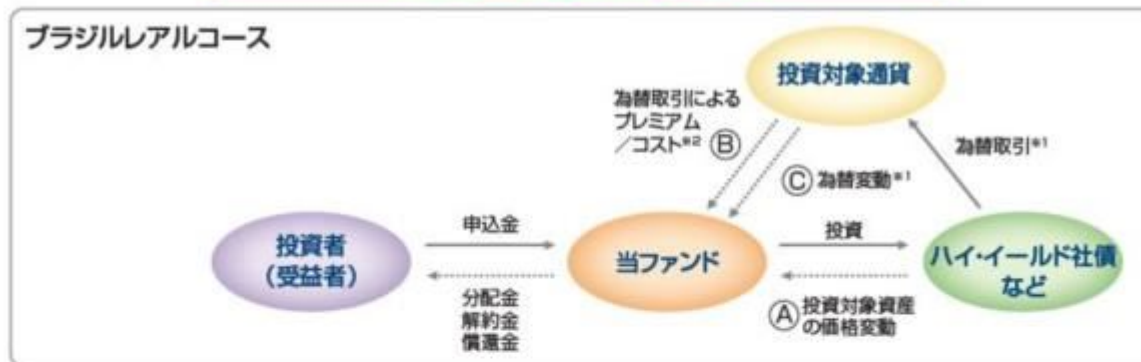 ブラジルレアルコース
投資対象通貨
為替取引による
プレミアム
／コスト※2 Ⓑ
為替取引※1
Ⓒ 為替変動※1
投資者
（受益者）
申込金
分配金
解約金
償還金
当ファンド
投資
Ⓐ 投資対象資産
の価格変動
ハイ・イールド社債
など